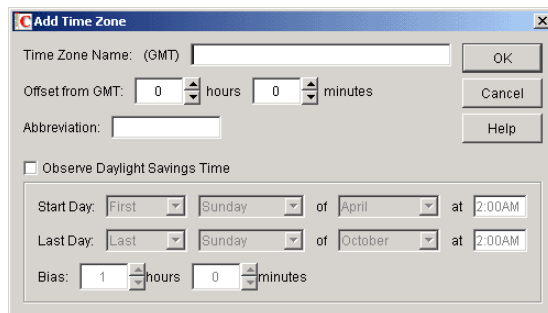 C Add Time Zone
Time Zone Name: (GMT) OK
Offset from GMT: 0 hours 0 minutes Cancel
Abbreviation: Help
Observe Daylight Savings Time
Start Day: First Sunday of April at 2:00AM
Last Day: Last Sunday of October at 2:00AM
Bias: 1 hours 0 minutes